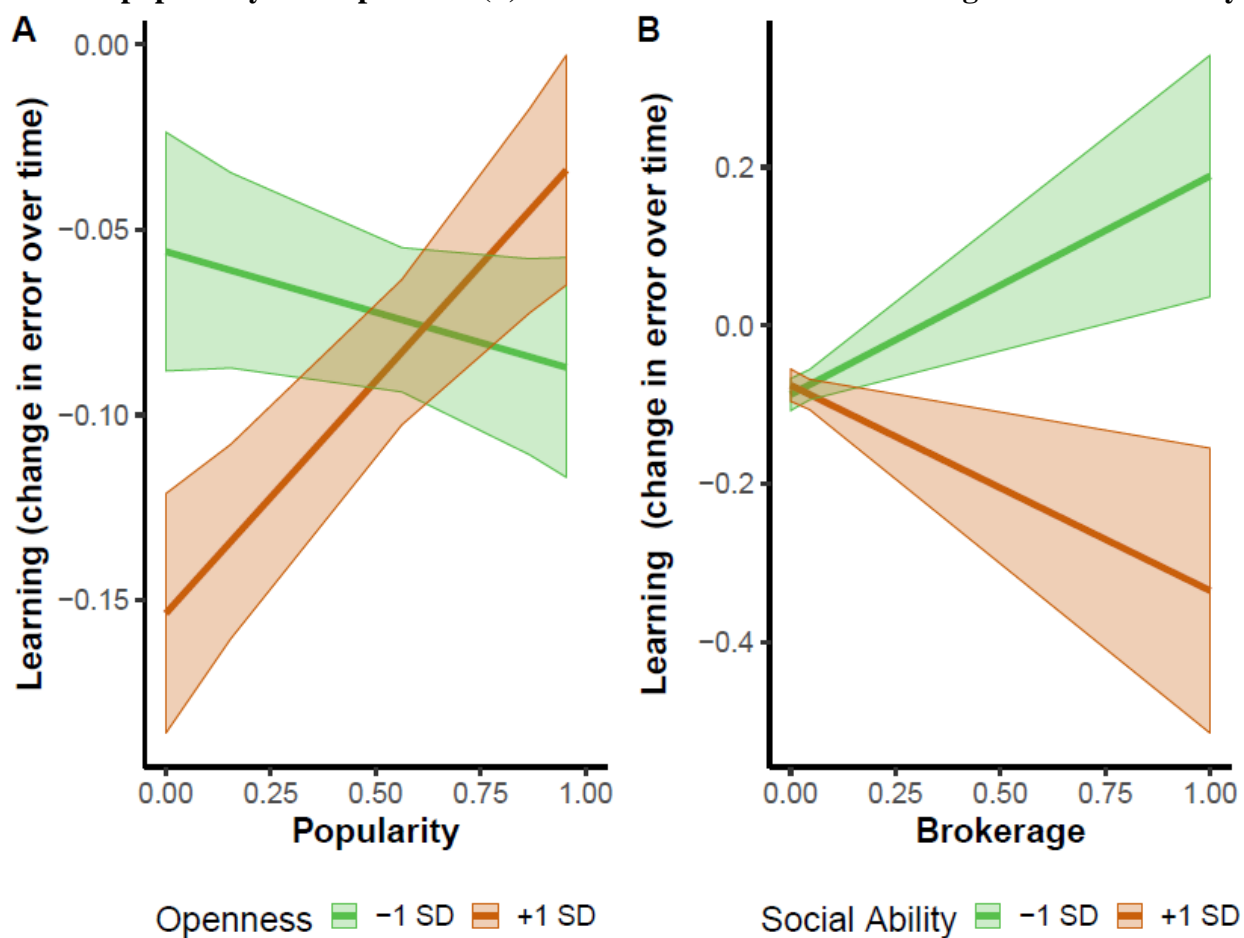 popularity
A
0.00
−0.05
−0.10
−0.15
Learning (change in error over time)
0.00 0.25 0.50 0.75 1.00
Popularity
Openness −1 SD +1 SD
B
0.2
0.0
−0.2
−0.4
Learning (change in error over time)
0.00 0.25 0.50 0.75 1.00
Brokerage
Social Ability −1 SD +1 SD